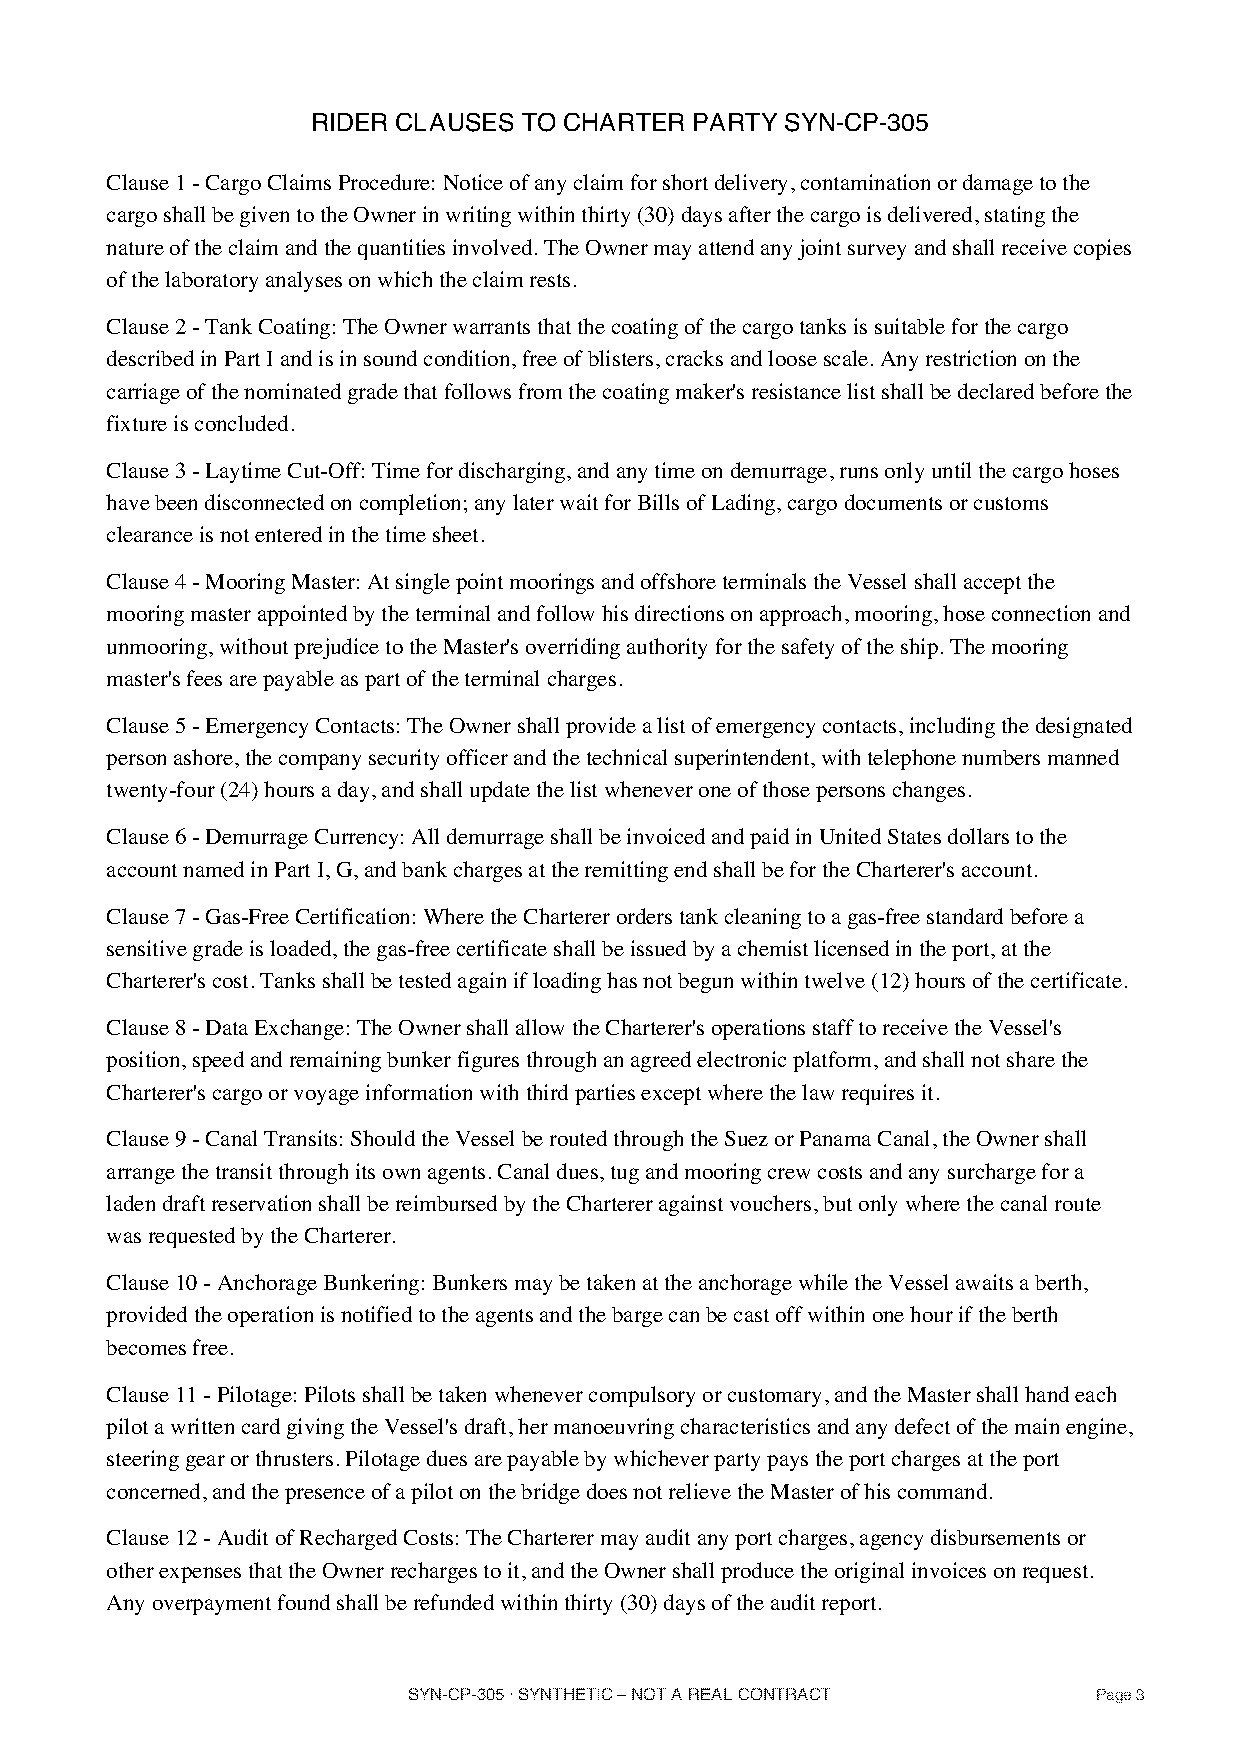 RIDER CLAUSES TO CHARTER PARTY SYN-CP-305
Clause 1 - Cargo Claims Procedure: Notice of any claim for short delivery, contamination or damage to the
cargo shall be given to the Owner in writing within thirty (30) days after the cargo is delivered, stating the
nature of the claim and the quantities involved. The Owner may attend any joint survey and shall receive copies
of the laboratory analyses on which the claim rests.
Clause 2 - Tank Coating: The Owner warrants that the coating of the cargo tanks is suitable for the cargo
described in Part I and is in sound condition, free of blisters, cracks and loose scale. Any restriction on the
carriage of the nominated grade that follows from the coating maker's resistance list shall be declared before the
fixture is concluded.
Clause 3 - Laytime Cut-Off: Time for discharging, and any time on demurrage, runs only until the cargo hoses
have been disconnected on completion; any later wait for Bills of Lading, cargo documents or customs
clearance is not entered in the time sheet.
Clause 4 - Mooring Master: At single point moorings and offshore terminals the Vessel shall accept the
mooring master appointed by the terminal and follow his directions on approach, mooring, hose connection and
unmooring, without prejudice to the Master's overriding authority for the safety of the ship. The mooring
master's fees are payable as part of the terminal charges.
Clause 5 - Emergency Contacts: The Owner shall provide a list of emergency contacts, including the designated
person ashore, the company security officer and the technical superintendent, with telephone numbers manned
twenty-four (24) hours a day, and shall update the list whenever one of those persons changes.
Clause 6 - Demurrage Currency: All demurrage shall be invoiced and paid in United States dollars to the
account named in Part I, G, and bank charges at the remitting end shall be for the Charterer's account.
Clause 7 - Gas-Free Certification: Where the Charterer orders tank cleaning to a gas-free standard before a
sensitive grade is loaded, the gas-free certificate shall be issued by a chemist licensed in the port, at the
Charterer's cost. Tanks shall be tested again if loading has not begun within twelve (12) hours of the certificate.
Clause 8 - Data Exchange: The Owner shall allow the Charterer's operations staff to receive the Vessel's
position, speed and remaining bunker figures through an agreed electronic platform, and shall not share the
Charterer's cargo or voyage information with third parties except where the law requires it.
Clause 9 - Canal Transits: Should the Vessel be routed through the Suez or Panama Canal, the Owner shall
arrange the transit through its own agents. Canal dues, tug and mooring crew costs and any surcharge for a
laden draft reservation shall be reimbursed by the Charterer against vouchers, but only where the canal route
was requested by the Charterer.
Clause 10 - Anchorage Bunkering: Bunkers may be taken at the anchorage while the Vessel awaits a berth,
provided the operation is notified to the agents and the barge can be cast off within one hour if the berth
becomes free.
Clause 11 - Pilotage: Pilots shall be taken whenever compulsory or customary, and the Master shall hand each
pilot a written card giving the Vessel's draft, her manoeuvring characteristics and any defect of the main engine,
steering gear or thrusters. Pilotage dues are payable by whichever party pays the port charges at the port
concerned, and the presence of a pilot on the bridge does not relieve the Master of his command.
Clause 12 - Audit of Recharged Costs: The Charterer may audit any port charges, agency disbursements or
other expenses that the Owner recharges to it, and the Owner shall produce the original invoices on request.
Any overpayment found shall be refunded within thirty (30) days of the audit report.
SYN-CP-305 · SYNTHETIC – NOT A REAL CONTRACT
Page 3